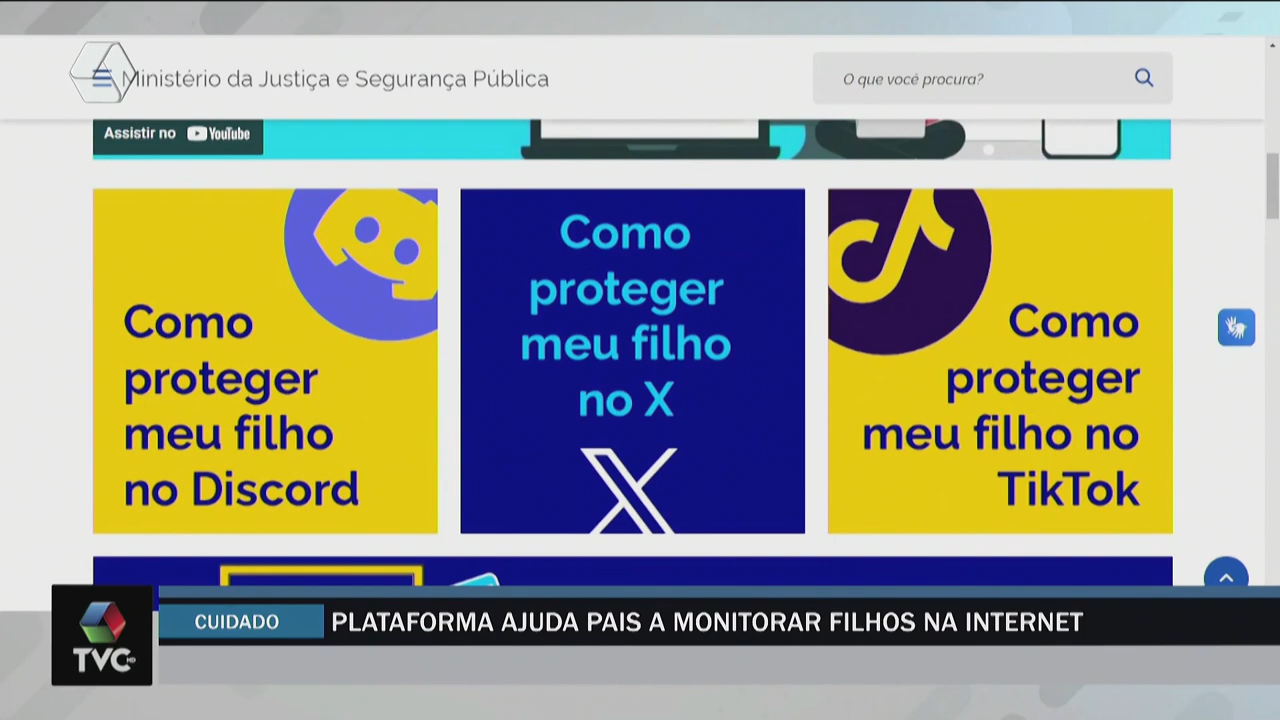 Ministério da Justiça e Segurança Pública
O que você procura?
Assistir no YouTube
Como
proteger
meu filho
no Discord
Como
proteger
meu filho
no X
Como
proteger
meu filho no
TikTok
CUIDADO
PLATAFORMA AJUDA PAIS A MONITORAR FILHOS NA INTERNET
TVC HD